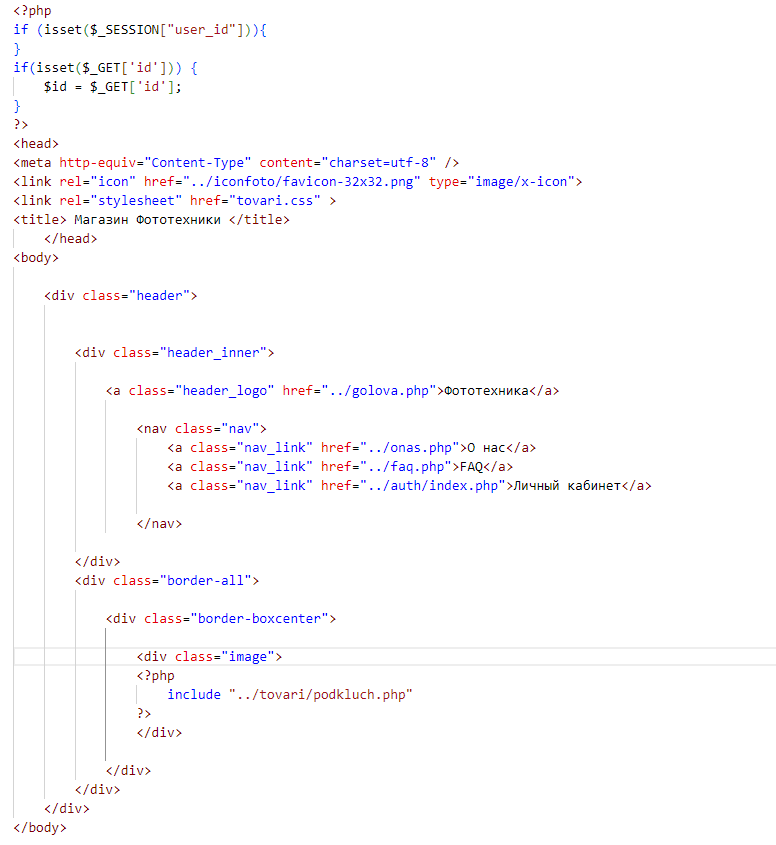 <?php
if (isset($_SESSION["user_id"])){
}
if(isset($_GET['id'])) {
$id = $_GET['id'];
}
?>
<head>
<meta http-equiv="Content-Type" content="charset=utf-8" />
<link rel="icon" href="../iconfoto/favicon-32x32.png" type="image/x-icon">
<link rel="stylesheet" href="tovari.css" >
<title> Магазин Фототехники </title>
</head>
<body>
<div class="header">
<div class="header_inner">
<a class="header_logo" href="../golova.php">Фототехника</a>
<nav class="nav">
<a class="nav_link" href="../onas.php">О нас</a>
<a class="nav_link" href="../faq.php">FAQ</a>
<a class="nav_link" href="../auth/index.php">Личный кабинет</a>
</nav>
</div>
<div class="border-all">
<div class="border-boxcenter">
<div class="image">
<?php
include "../tovari/podkluch.php"
?>
</div>
</div>
</div>
</div>
</body>